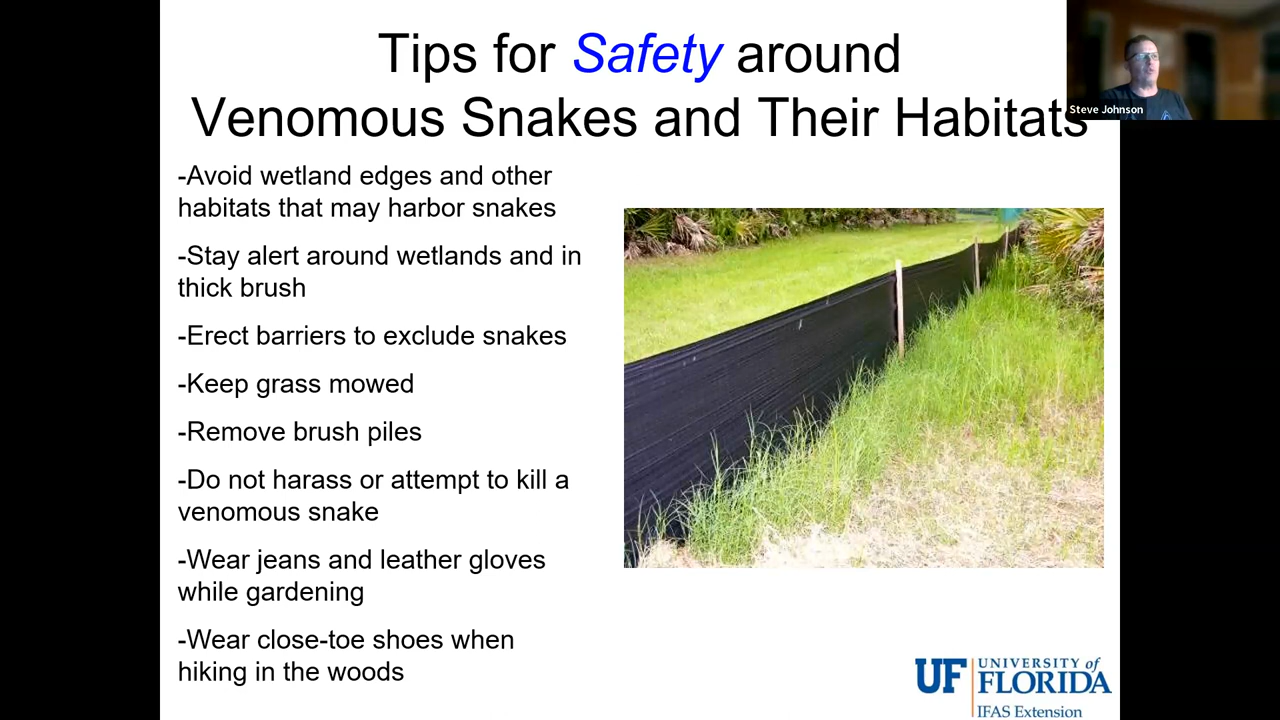 Tips for Safety around
Venomous Snakes and Their Habitats
Steve Johnson
-Avoid wetland edges and other
habitats that may harbor snakes
-Stay alert around wetlands and in
thick brush
-Erect barriers to exclude snakes
-Keep grass mowed
-Remove brush piles
-Do not harass or attempt to kill a
venomous snake
-Wear jeans and leather gloves
while gardening
-Wear close-toe shoes when
hiking in the woods
UF UNIVERSITY of
FLORIDA
IFAS Extension